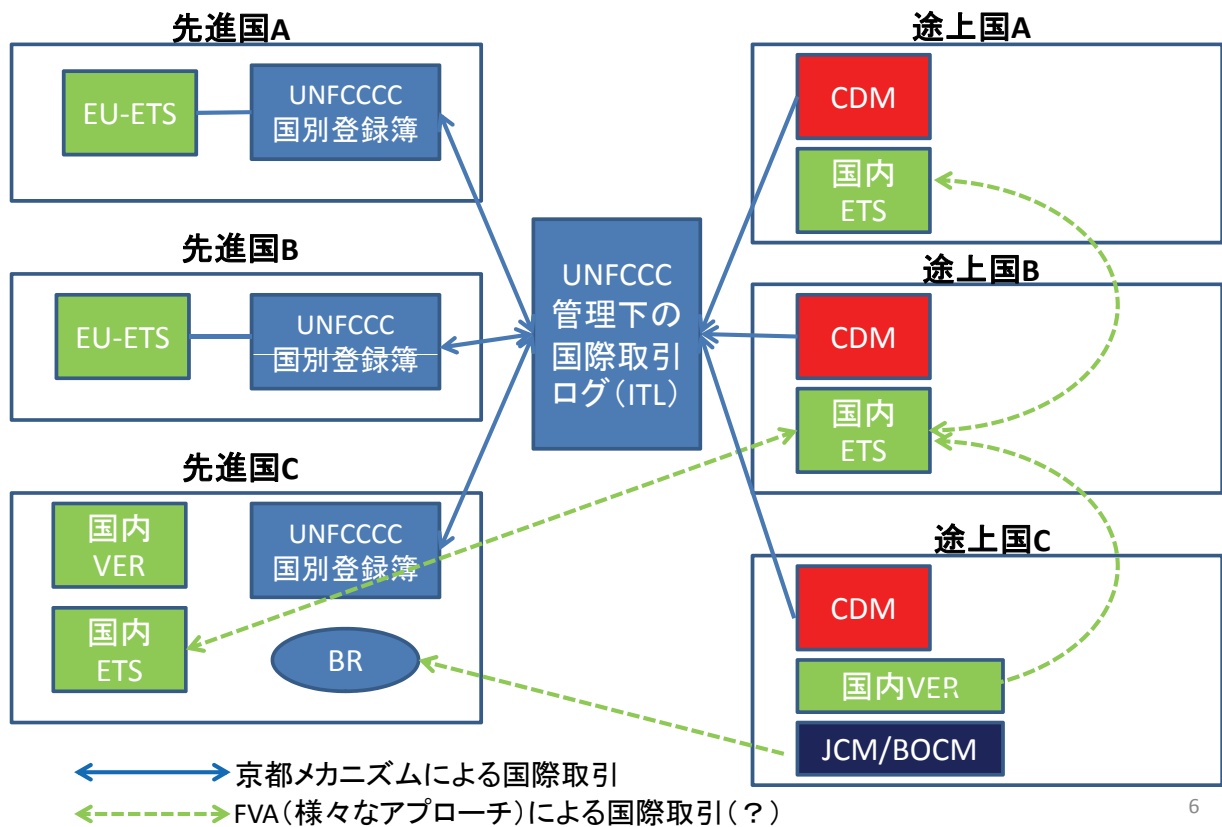 先進国A
EU-ETS
UNFCCCC
国別登録簿
先進国B
EU-ETS
UNFCCC
国別登録簿
先進国C
国内
VER
UNFCCCC
国別登録簿
国内
ETS
BR
UNFCCC
管理下の
国際取引
ログ(ITL)
途上国A
CDM
国内
ETS
途上国B
CDM
国内
ETS
途上国C
CDM
国内VER
JCM/BOCM
京都メカニズムによる国際取引
FVA(様々なアプローチ)による国際取引(?)
6